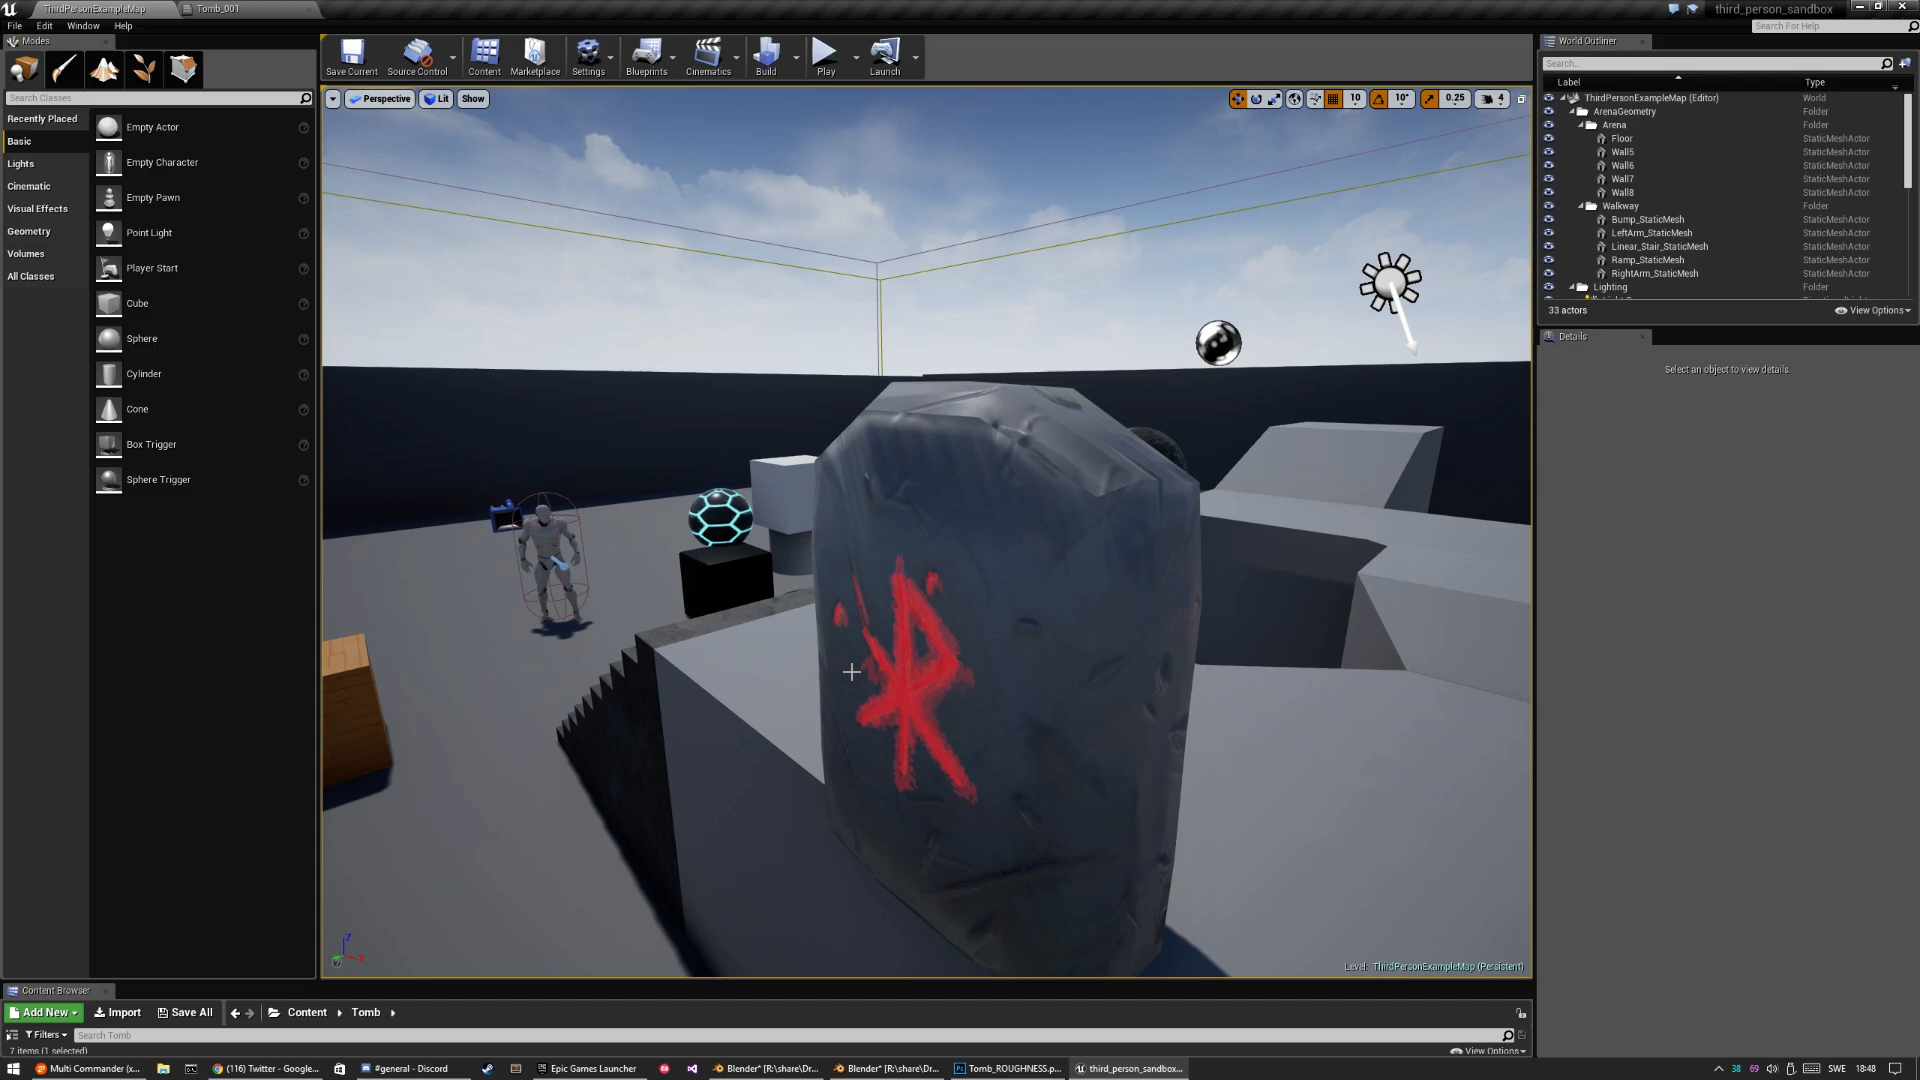 ThirdPersonExampleMap
Tomb_001
third_person_sandbox
File Edit Window Help
Search For Help
Modes
Search Classes
Recently Placed
Basic
Lights
Cinematic
Visual Effects
Geometry
Volumes
All Classes
Empty Actor
Empty Character
Empty Pawn
Point Light
Player Start
Cube
Sphere
Cylinder
Cone
Box Trigger
Sphere Trigger
Save Current
Source Control
Content
Marketplace
Settings
Blueprints
Cinematics
Build
Play
Launch
Perspective
Lit
Show
10
10°
0.25
4
Level: ThirdPersonExampleMap (Persistent)
World Outliner
Search...
Label Type
ThirdPersonExampleMap (Editor) World
ArenaGeometry Folder
Arena Folder
Floor StaticMeshActor
Wall5 StaticMeshActor
Wall6 StaticMeshActor
Wall7 StaticMeshActor
Wall8 StaticMeshActor
Walkway Folder
Bump_StaticMesh StaticMeshActor
LeftArm_StaticMesh StaticMeshActor
Linear_Stair_StaticMesh StaticMeshActor
Ramp_StaticMesh StaticMeshActor
RightArm_StaticMesh StaticMeshActor
Lighting Folder
33 actors
View Options
Details
Select an object to view details.
Content Browser
Add New
Import
Save All
Content
Tomb
Filters
Search Tomb
7 items (1 selected)
View Options
Multi Commander (x...
(116) Twitter - Google...
#general - Discord
Epic Games Launcher
Blender* [R:\share\Dr...
Blender* [R:\share\Dr...
Tomb_ROUGHNESS.p...
third_person_sandbox...
38
69
SWE
18:48